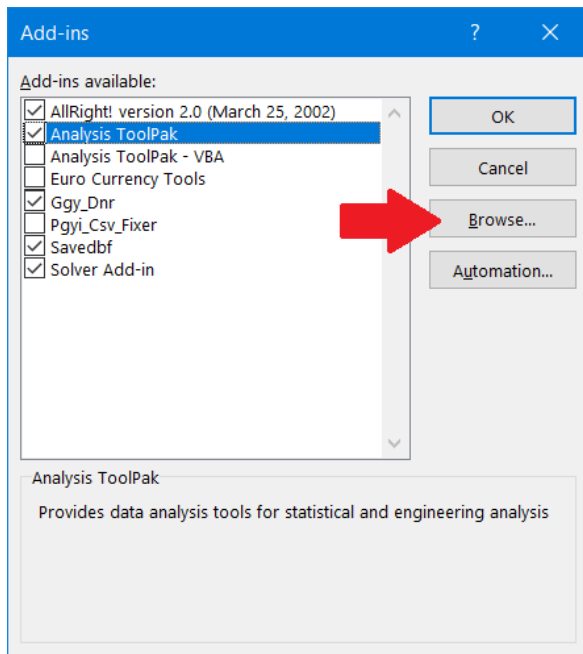 Add-ins ?
Add-ins available:
AllRight! version 2.0 (March 25, 2002)
Analysis ToolPak
Analysis ToolPak - VBA
Euro Currency Tools
Ggy_Dnr
Pgyi_Csv_Fixer
Savedbf
Solver Add-in
OK
Cancel
Browse...
Automation...
Analysis ToolPak
Provides data analysis tools for statistical and engineering analysis